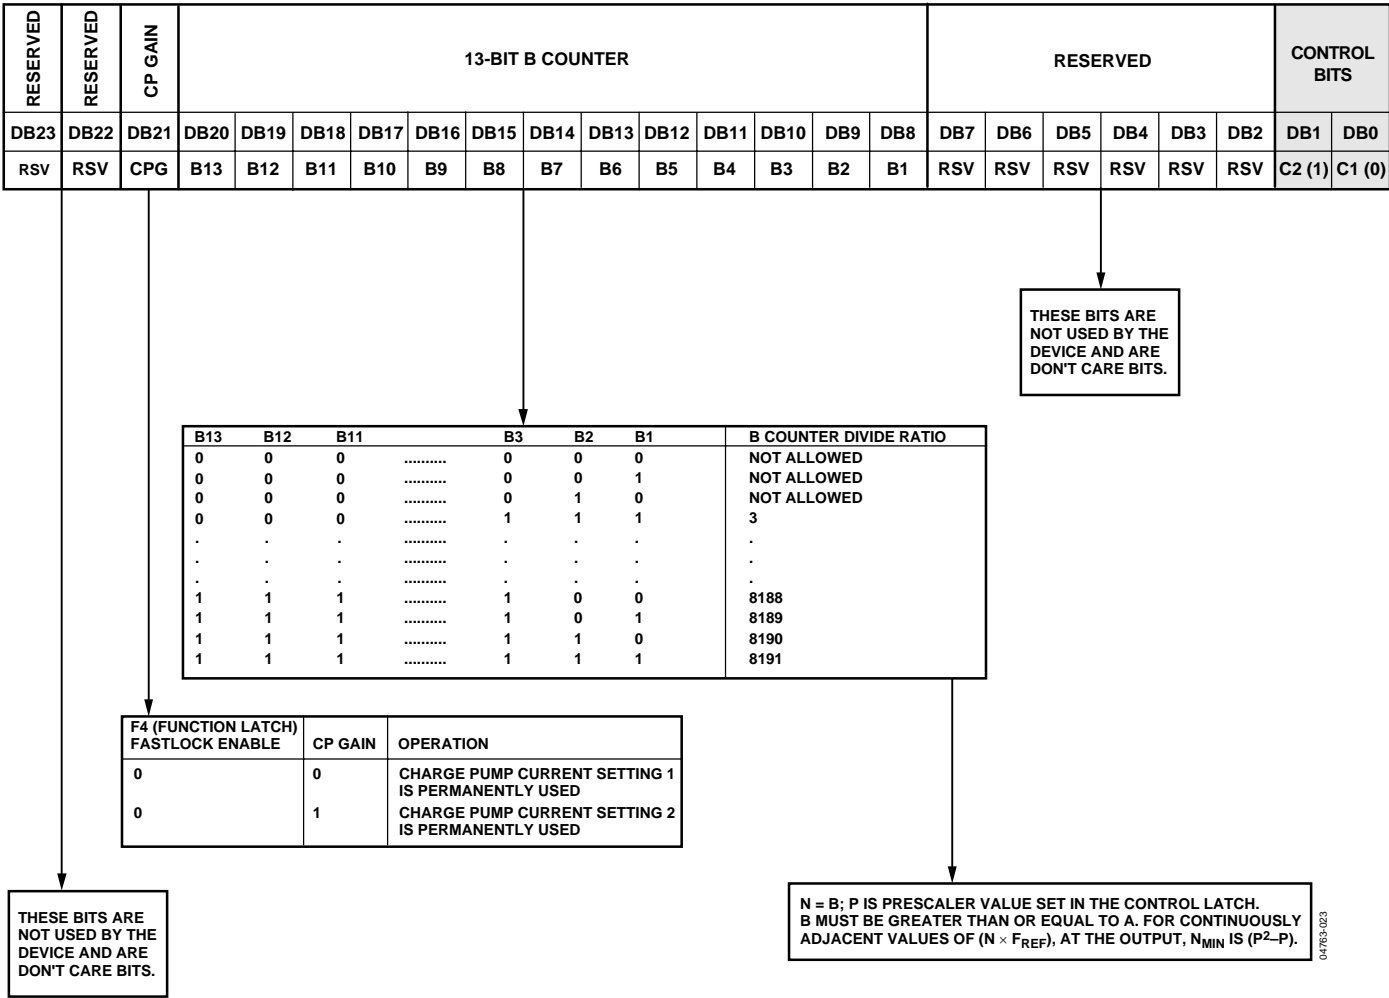 RESERVED RESERVED CP GAIN 13-BIT B COUNTER RESERVED CONTROL
BITS
DB23 DB22 DB21 DB20 DB19 DB18 DB17 DB16 DB15 DB14 DB13 DB12 DB11 DB10 DB9 DB8 DB7 DB6 DB5 DB4 DB3 DB2 DB1 DB0
RSV RSV CPG B13 B12 B11 B10 B9 B8 B7 B6 B5 B4 B3 B2 B1 RSV RSV RSV RSV RSV RSV C2 (1) C1 (0)
THESE BITS ARE
NOT USED BY THE
DEVICE AND ARE
DON'T CARE BITS.
B13 B12 B11 B3 B2 B1 B COUNTER DIVIDE RATIO
0 0 0 .......... 0 0 0 NOT ALLOWED
0 0 0 .......... 0 0 1 NOT ALLOWED
0 0 0 .......... 0 1 0 NOT ALLOWED
0 0 0 .......... 1 1 1 3
. . . .......... . . . .
. . . .......... . . . .
. . . .......... . . . .
1 1 1 .......... 1 0 0 8188
1 1 1 .......... 1 0 1 8189
1 1 1 .......... 1 1 0 8190
1 1 1 .......... 1 1 1 8191
F4 (FUNCTION LATCH)
FASTLOCK ENABLE CP GAIN OPERATION
0 0 CHARGE PUMP CURRENT SETTING 1
IS PERMANENTLY USED
0 1 CHARGE PUMP CURRENT SETTING 2
IS PERMANENTLY USED
THESE BITS ARE
NOT USED BY THE
DEVICE AND ARE
DON'T CARE BITS.
N = B; P IS PRESCALER VALUE SET IN THE CONTROL LATCH.
B MUST BE GREATER THAN OR EQUAL TO A. FOR CONTINUOUSLY
ADJACENT VALUES OF (N × FREF), AT THE OUTPUT, NMIN IS (P²–P).
04763-023